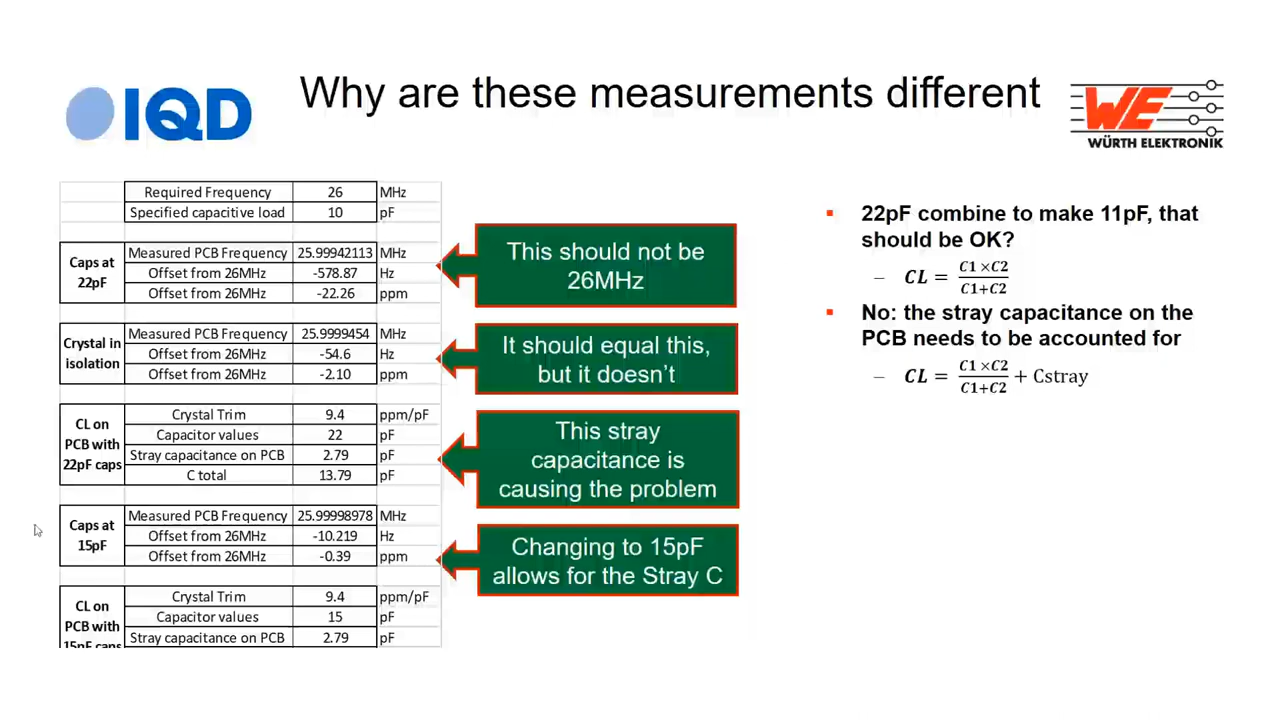 Why are these measurements different
IQD
WE
WÜRTH ELEKTRONIK
Required Frequency 26 MHz
Specified capacitive load 10 pF
Caps at 22pF
Measured PCB Frequency 25.99942113 MHz
Offset from 26MHz -578.87 Hz
Offset from 26MHz -22.26 ppm
Crystal in isolation
Measured PCB Frequency 25.9999454 MHz
Offset from 26MHz -54.6 Hz
Offset from 26MHz -2.10 ppm
CL on PCB with 22pF caps
Crystal Trim 9.4 ppm/pF
Capacitor values 22 pF
Stray capacitance on PCB 2.79 pF
C total 13.79 pF
Caps at 15pF
Measured PCB Frequency 25.99998978 MHz
Offset from 26MHz -10.219 Hz
Offset from 26MHz -0.39 ppm
CL on PCB with 15pF caps
Crystal Trim 9.4 ppm/pF
Capacitor values 15 pF
Stray capacitance on PCB 2.79 pF
This should not be
26MHz
It should equal this,
but it doesn't
This stray
capacitance is
causing the problem
Changing to 15pF
allows for the Stray C
▪ 22pF combine to make 11pF, that
should be OK?
– CL = C1×C2 / C1+C2
▪ No: the stray capacitance on the
PCB needs to be accounted for
– CL = C1×C2 / C1+C2 + Cstray